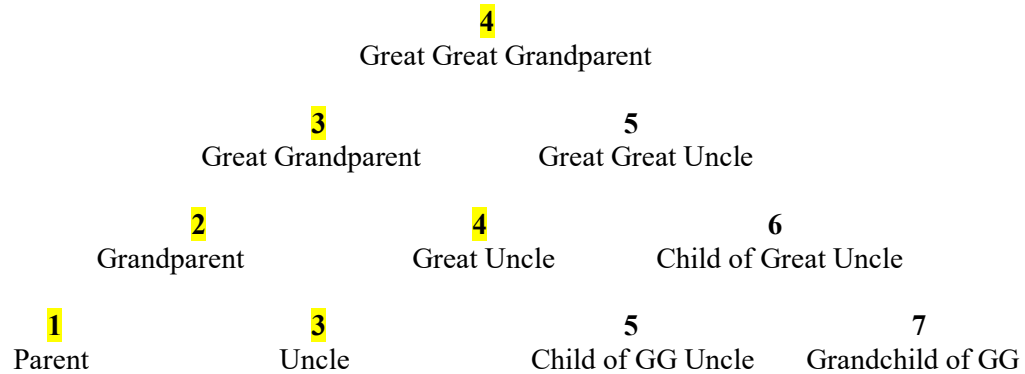 4
Great Great Grandparent
3 5
Great Grandparent Great Great Uncle
2 4 6
Grandparent Great Uncle Child of Great Uncle
1 3 5 7
Parent Uncle Child of GG Uncle Grandchild of GG